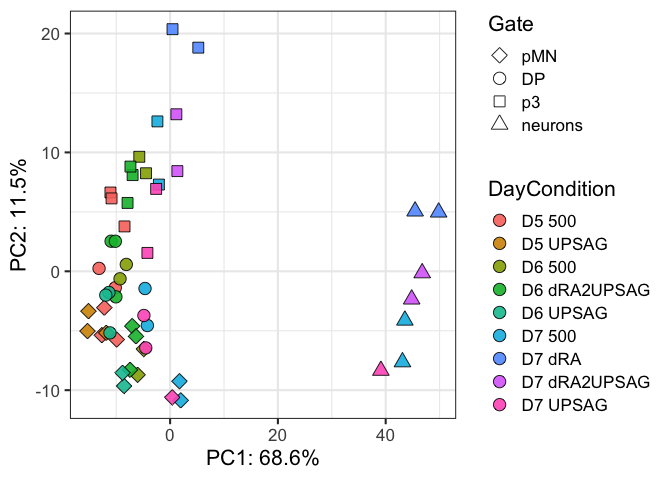 Gate
pMN
DP
p3
neurons
DayCondition
D5 500
D5 UPSAG
D6 500
D6 dRA2UPSAG
D6 UPSAG
D7 500
D7 dRA
D7 dRA2UPSAG
D7 UPSAG
PC2: 11.5%
20
10
0
-10
0 20 40
PC1: 68.6%